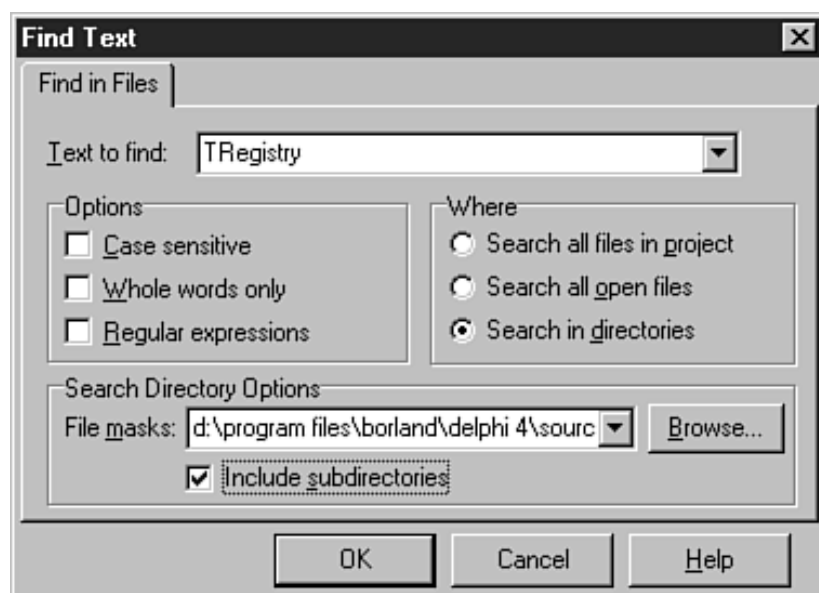 Find Text
Find in Files
Text to find: TRegistry
Options
Case sensitive
Whole words only
Regular expressions
Where
Search all files in project
Search all open files
Search in directories
Search Directory Options
File masks: d:\program files\borland\delphi 4\sourc Browse...
Include subdirectories
OK Cancel Help